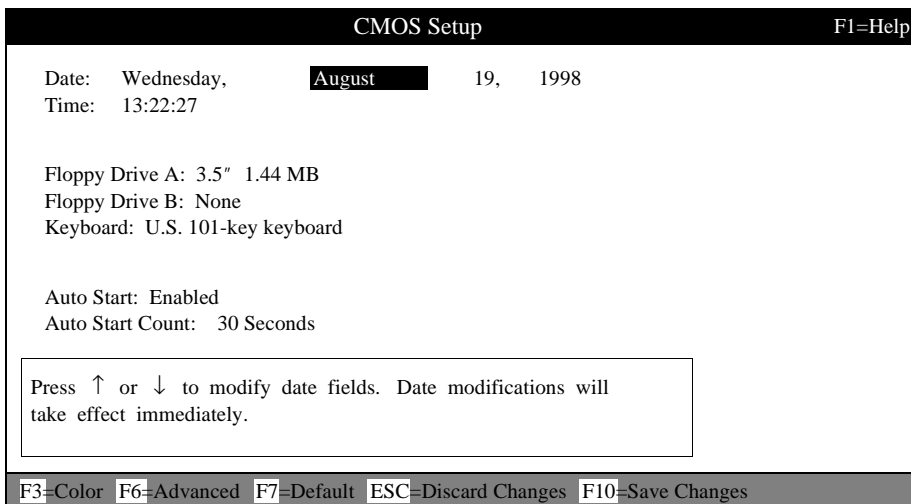 CMOS Setup F1=Help
Date: Wednesday, August 19, 1998
Time: 13:22:27
Floppy Drive A: 3.5″ 1.44 MB
Floppy Drive B: None
Keyboard: U.S. 101-key keyboard
Auto Start: Enabled
Auto Start Count: 30 Seconds
Press ↑ or ↓ to modify date fields. Date modifications will
take effect immediately.
F3=Color F6=Advanced F7=Default ESC=Discard Changes F10=Save Changes